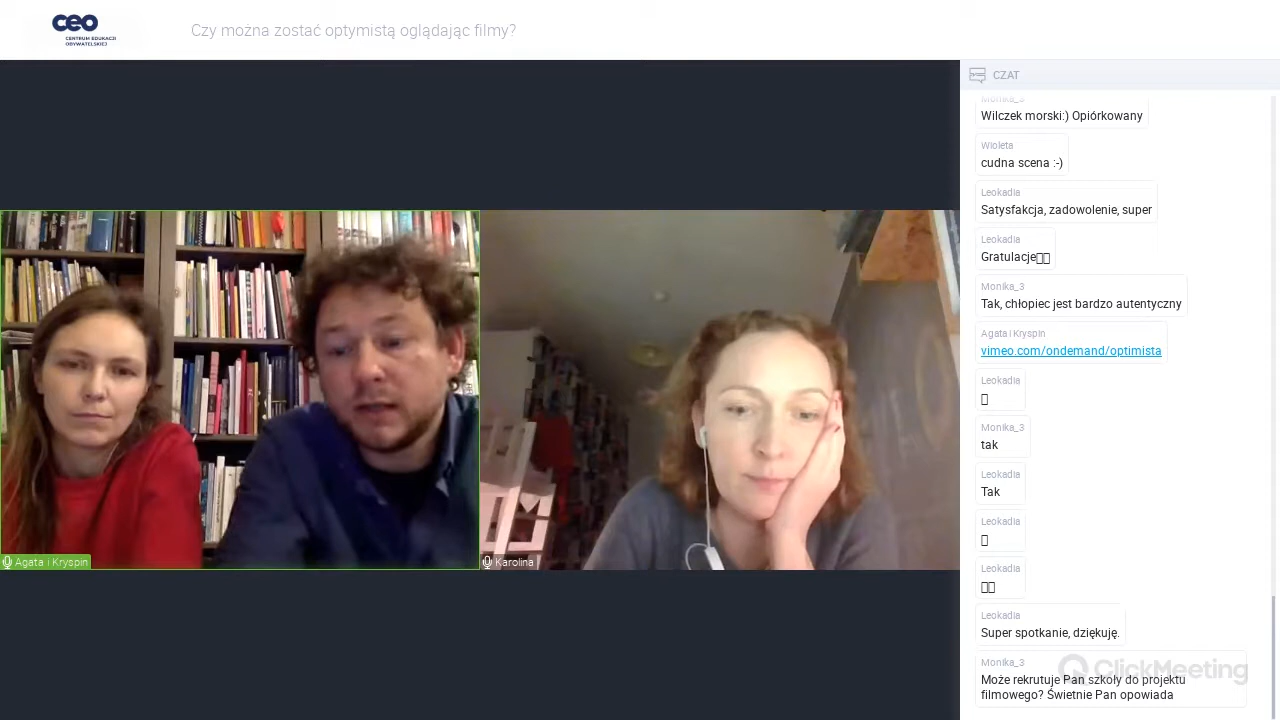 ceo
CENTRUM EDUKACJI
OBYWATELSKIEJ
Czy można zostać optymistą oglądając filmy?
CZAT
Monika_3
Wilczek morski:) Opiórkowany
Wioleta
cudna scena :-)
Leokadia
Satysfakcja, zadowolenie, super
Leokadia
Gratulacje
Monika_3
Tak, chłopiec jest bardzo autentyczny
Agata i Kryspin
vimeo.com/ondemand/optimista
Leokadia
Monika_3
tak
Leokadia
Tak
Leokadia
Leokadia
Leokadia
Super spotkanie, dziękuję.
Monika_3
Może rekrutuje Pan szkoły do projektu
filmowego? Świetnie Pan opowiada
ClickMeeting
Agata i Kryspin
Karolina